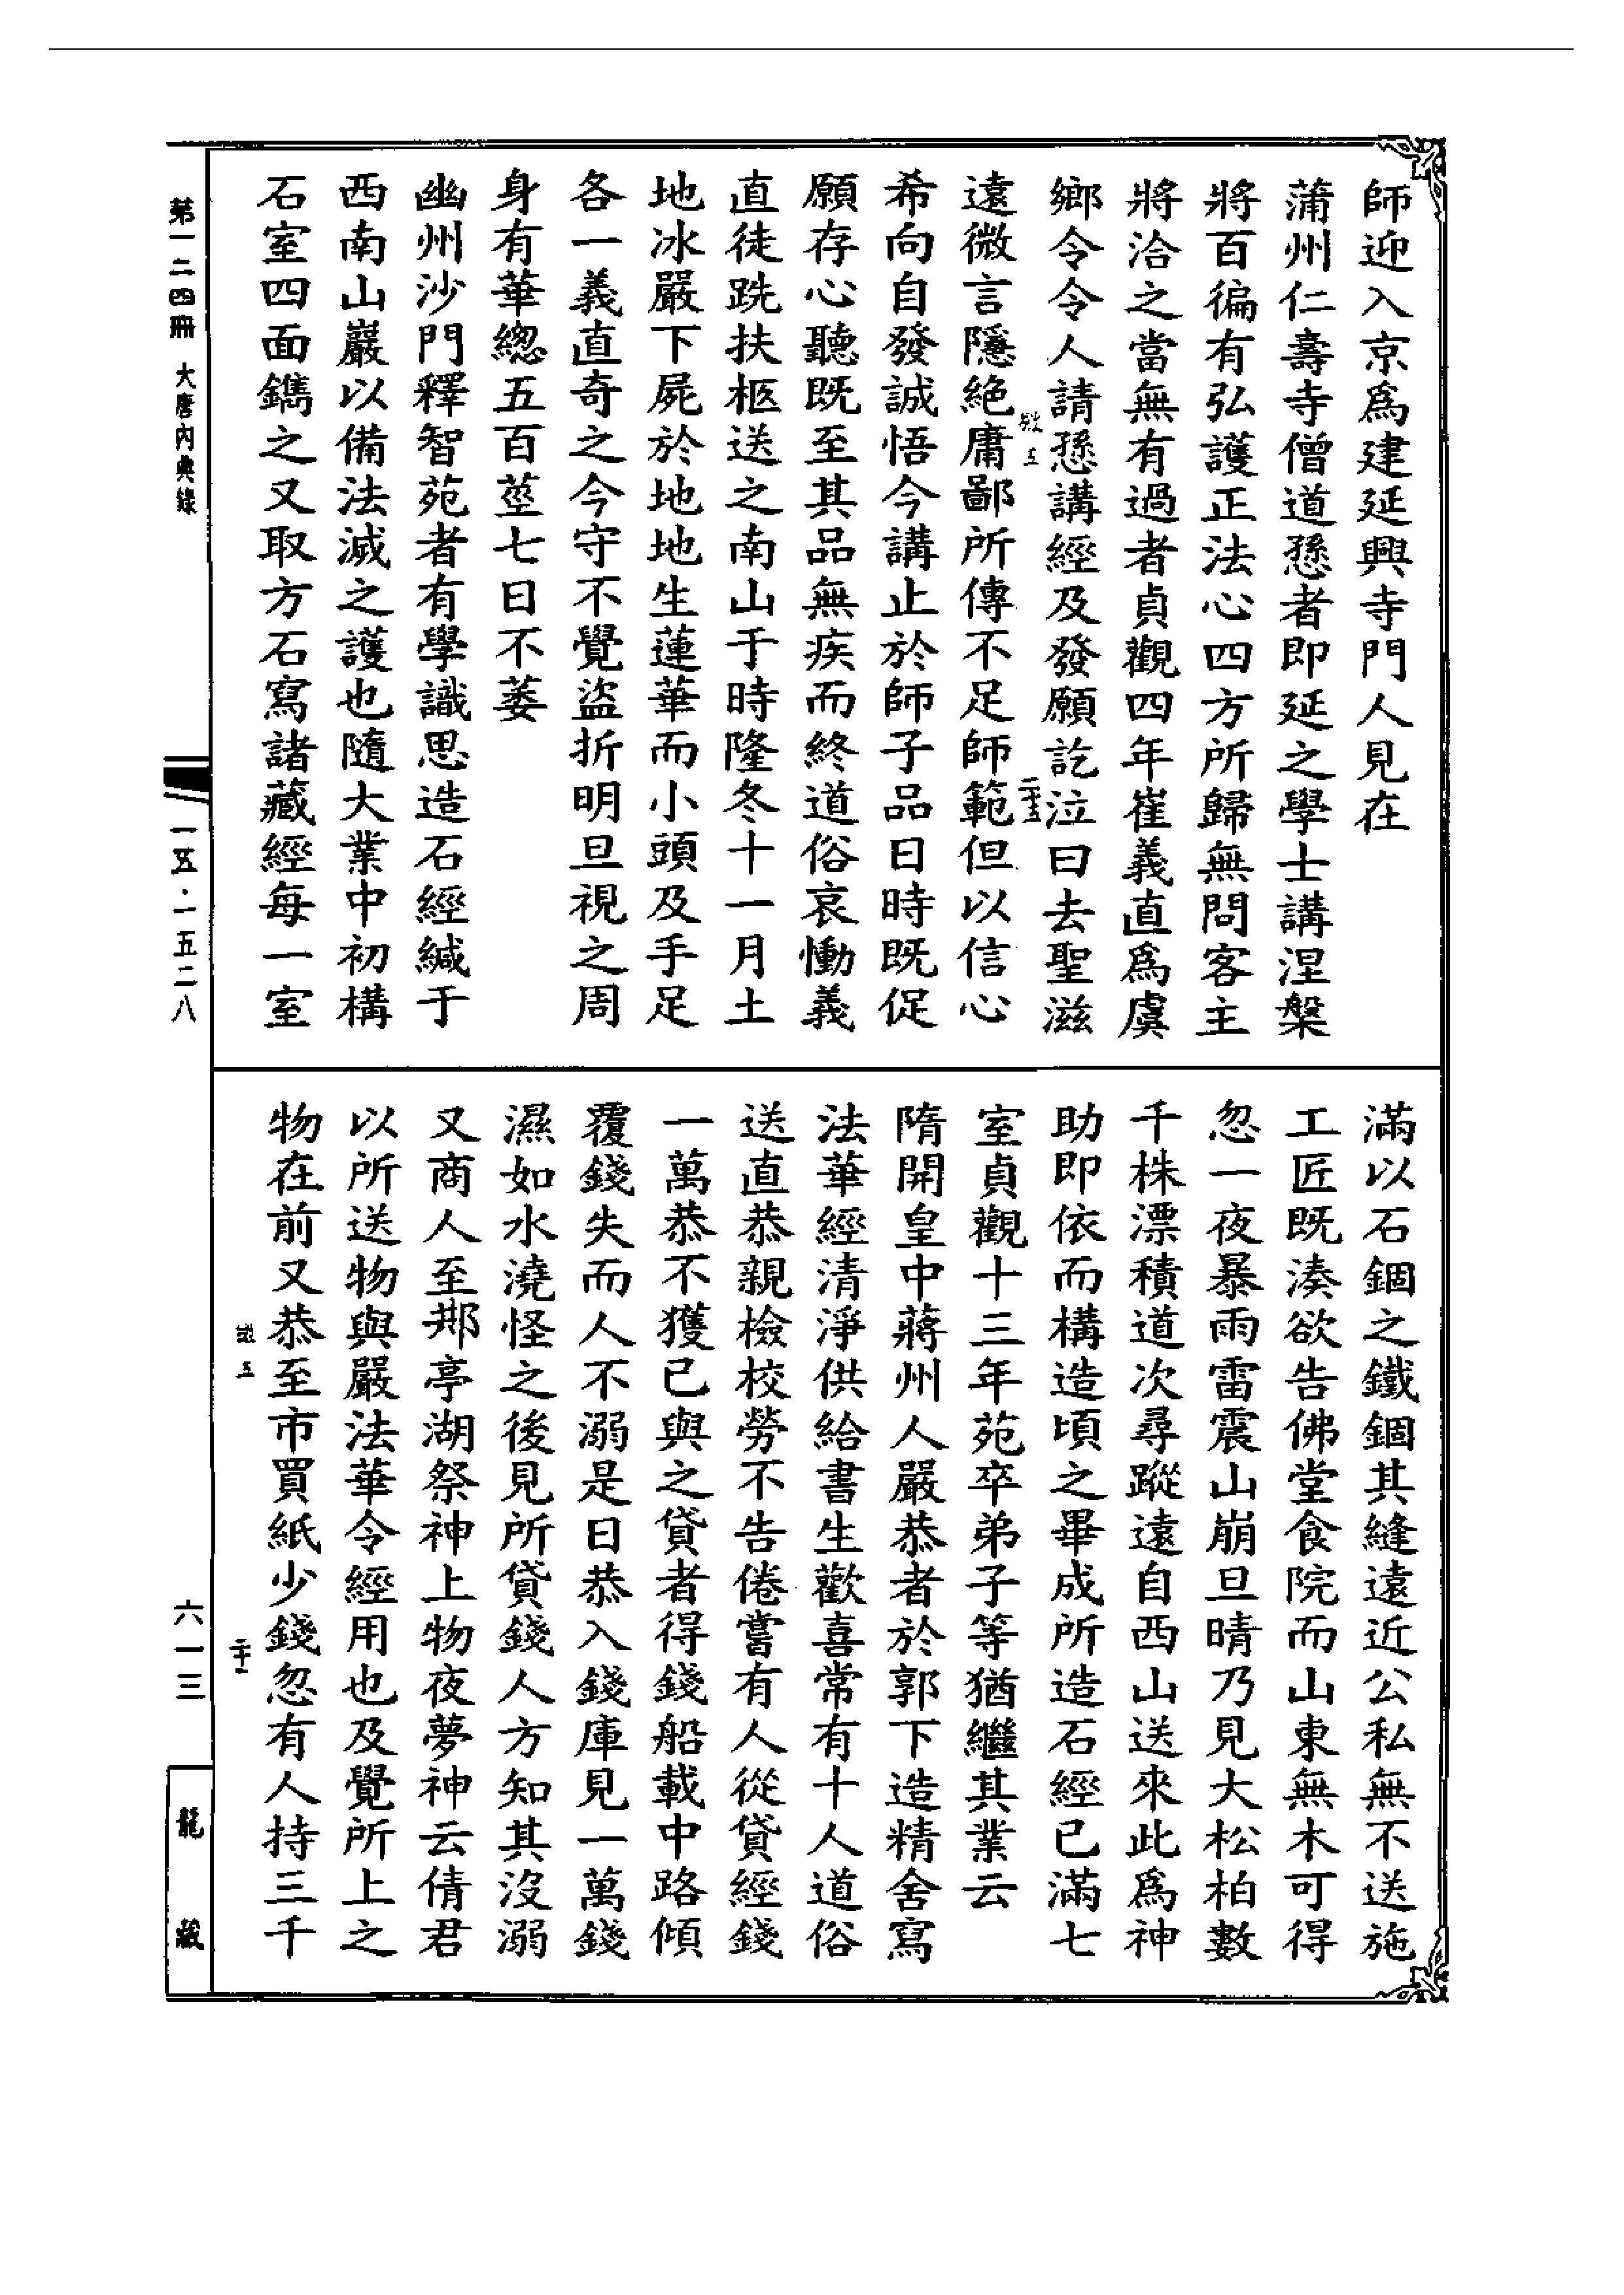 師迎入京爲建延興寺門人見在
蒲州仁壽寺僧道愻者即延之學士講涅槃
將百徧有弘護正法心四方所歸無問客主
將洽之當無有過者貞觀四年崔義直爲虞
鄉令令人請愻講經及發願訖泣曰去聖滋
遠微言隱絶庸鄙所傳不足師範但以信心
希向自發誠悟今講止於師子品日時既促
願存心聽既至其品無疾而終道俗哀慟義
直徒跣扶柩送之南山于時隆冬十一月土
地冰嚴下屍於地地生蓮華而小頭及手足
各一義直奇之今守不覺盜折明旦視之周
身有華總五百莖七日不萎
幽州沙門釋智苑者有學識思造石經緘于
西南山巖以備法滅之護也隨大業中初構
石室四面鐫之又取方石寫諸藏經每一室
滿以石錮之鐵錮其縫遠近公私無不送施
工匠既湊欲告佛堂食院而山東無木可得
忽一夜暴雨雷震山崩旦晴乃見大松柏數
千株漂積道次尋蹤遠自西山送來此爲神
助即依而構造頃之畢成所造石經已滿七
室貞觀十三年苑卒弟子等猶繼其業云
隋開皇中蔣州人嚴恭者於郭下造精舍寫
法華經清淨供給書生歡喜常有十人道俗
送直恭親檢校勞不告倦嘗有人從貸經錢
一萬恭不獲已與之貸者得錢船載中路傾
覆錢失而人不溺是日恭入錢庫見一萬錢
濕如水澆怪之後見所貸錢人方知其沒溺
又商人至䢼亭湖祭神上物夜夢神云倩君
以所送物與嚴法華令經用也及覺所上之
物在前又恭至市買紙少錢忽有人持三千
第一二四冊 大唐內典錄
一五·一五二八
六一三
龍藏